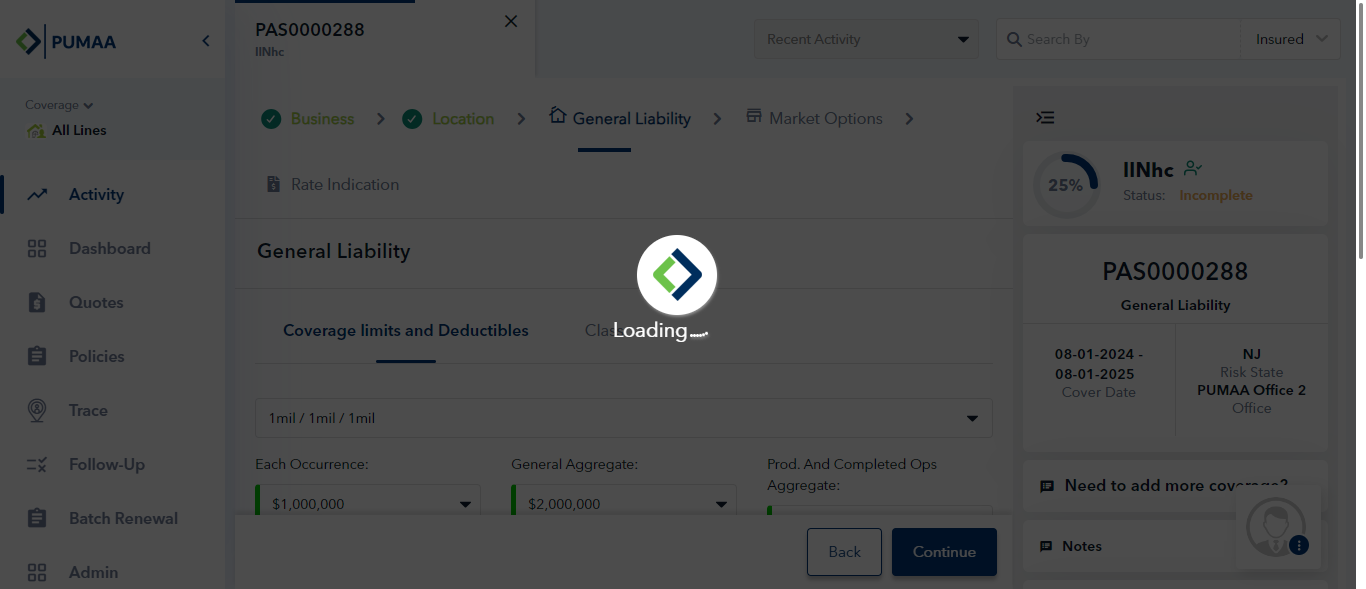 PUMAA
Coverage
All Lines
Activity
Dashboard
Quotes
Policies
Trace
Follow-Up
Batch Renewal
Admin
PAS0000288
IINhc
Recent Activity
Search By
Insured
Business
Location
General Liability
Market Options
Rate Indication
General Liability
Coverage limits and Deductibles
Loading.....
1mil / 1mil / 1mil
Each Occurrence:
General Aggregate:
Prod. And Completed Ops
Aggregate:
$1,000,000
$2,000,000
Back
Continue
25%
IINhc
Status: Incomplete
PAS0000288
General Liability
08-01-2024 -
08-01-2025
Cover Date
NJ
Risk State
PUMAA Office 2
Office
Need to add more coverage?
Notes